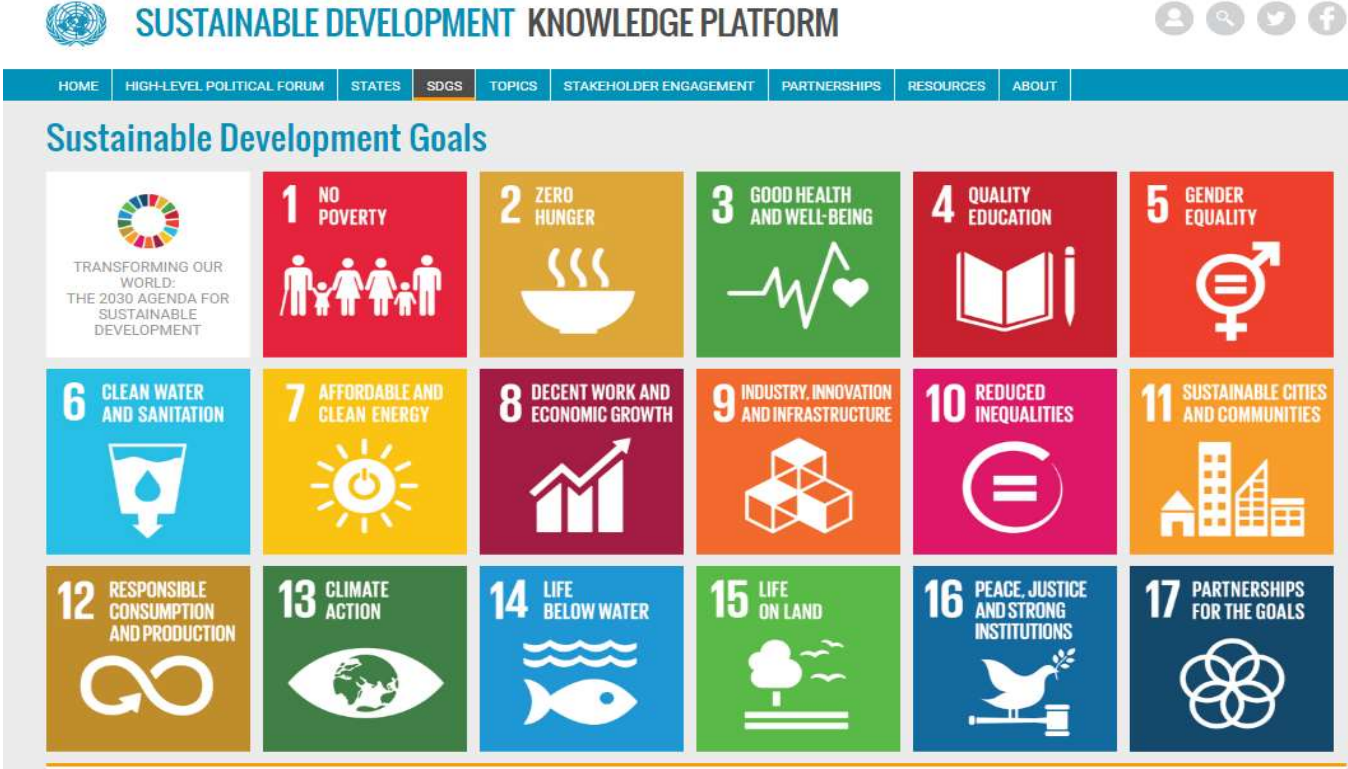 SUSTAINABLE DEVELOPMENT KNOWLEDGE PLATFORM
HOME HIGH-LEVEL POLITICAL FORUM STATES SDGS TOPICS STAKEHOLDER ENGAGEMENT PARTNERSHIPS RESOURCES ABOUT
Sustainable Development Goals
TRANSFORMING OUR
WORLD:
THE 2030 AGENDA FOR
SUSTAINABLE
DEVELOPMENT
1 NO
POVERTY
2 ZERO
HUNGER
3 GOOD HEALTH
AND WELL-BEING
4 QUALITY
EDUCATION
5 GENDER
EQUALITY
6 CLEAN WATER
AND SANITATION
7 AFFORDABLE AND
CLEAN ENERGY
8 DECENT WORK AND
ECONOMIC GROWTH
9 INDUSTRY, INNOVATION
AND INFRASTRUCTURE
10 REDUCED
INEQUALITIES
11 SUSTAINABLE CITIES
AND COMMUNITIES
12 RESPONSIBLE
CONSUMPTION
AND PRODUCTION
13 CLIMATE
ACTION
14 LIFE
BELOW WATER
15 LIFE
ON LAND
16 PEACE, JUSTICE
AND STRONG
INSTITUTIONS
17 PARTNERSHIPS
FOR THE GOALS